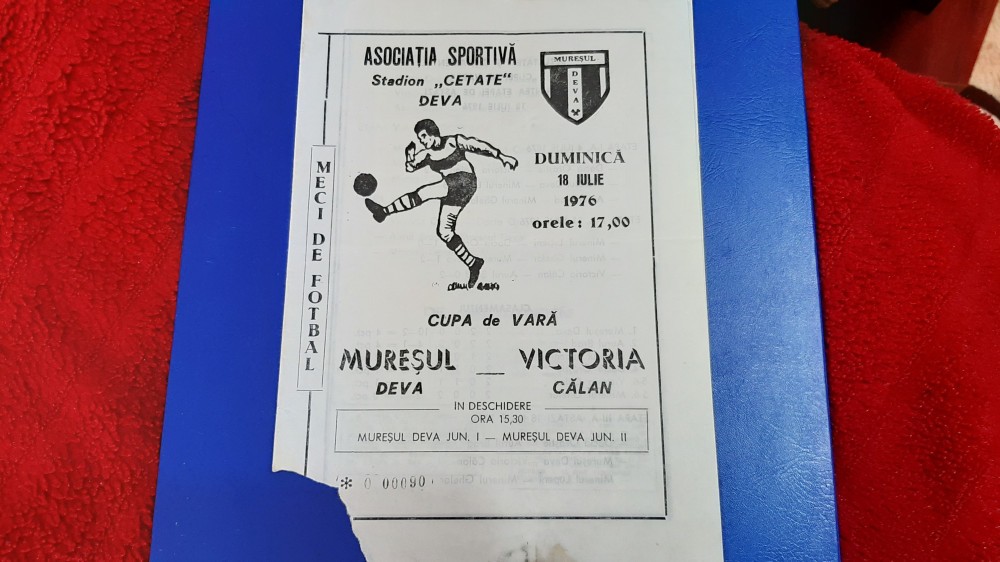 ASOCIAȚIA SPORTIVĂ
Stadion „CETATE"
DEVA
MUREȘUL
DEVA
DUMINICĂ
18 IULIE
1976
orele: 17,00
MECI DE FOTBAL
CUPA de VARĂ
MUREȘUL — VICTORIA
DEVA CĂLAN
IN DESCHIDERE
ORA 15,30
MUREȘUL DEVA JUN. I — MUREȘUL DEVA JUN. II
* 0 00090